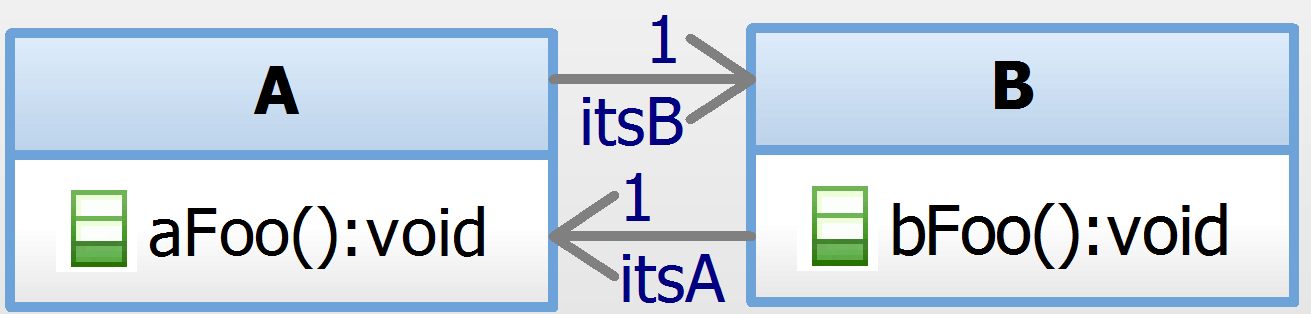 A
1
itsB
B
aFoo():void
1
itsA
bFoo():void